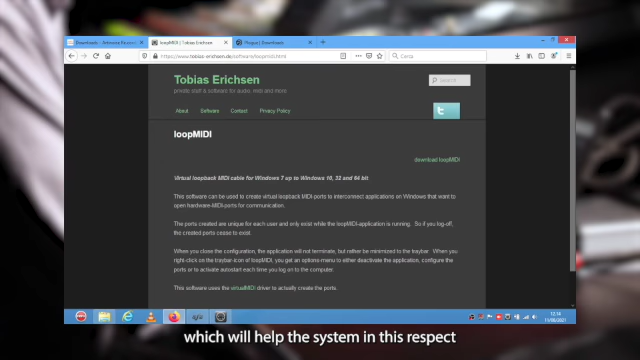 loopMIDI | Tobias Erichsen
Plogue | Downloads
https://www.tobias-erichsen.de/software/loopmidi.html
Cerca
Tobias Erichsen
private stuff & software for audio, midi and more
Search
About Software Contact Privacy Policy
loopMIDI
download loopMIDI
Virtual loopback MIDI cable for Windows 7 up to Windows 10, 32 and 64 bit
This software can be used to create virtual loopback MIDI-ports to interconnect applications on Windows that want to
open hardware-MIDI-ports for communication.
The ports created are unique for each user and only exist while the loopMIDI-application is running. So if you log-off,
the created ports cease to exist.
When you close the configuration, the application will not terminate, but rather be minimized to the traybar. When you
right-click on the traybar-icon of loopMIDI, you get an options-menu to either deactivate the application, configure the
ports or to activate autostart each time you log on to the computer.
This software uses the virtualMIDI driver to actually create the ports.
12,14
11/08/2021
which will help the system in this respect